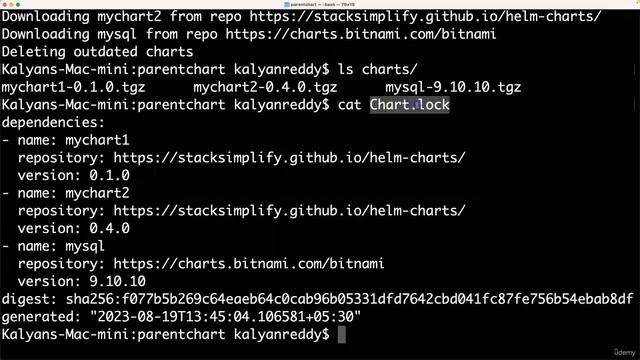 parentchart — -bash — 79×19
Downloading mychart2 from repo https://stacksimplify.github.io/helm-charts/
Downloading mysql from repo https://charts.bitnami.com/bitnami
Deleting outdated charts
Kalyans-Mac-mini:parentchart kalyanreddy$ ls charts/
mychart1-0.1.0.tgz mychart2-0.4.0.tgz mysql-9.10.10.tgz
Kalyans-Mac-mini:parentchart kalyanreddy$ cat Chart.lock
dependencies:
- name: mychart1
repository: https://stacksimplify.github.io/helm-charts/
version: 0.1.0
- name: mychart2
repository: https://stacksimplify.github.io/helm-charts/
version: 0.4.0
- name: mysql
repository: https://charts.bitnami.com/bitnami
version: 9.10.10
digest: sha256:f077b5b269c64eaeb64c0cab96b05331dfd7642cbd041fc87fe756b54ebab8df
generated: "2023-08-19T13:45:04.106581+05:30"
Kalyans-Mac-mini:parentchart kalyanreddy$
Udemy